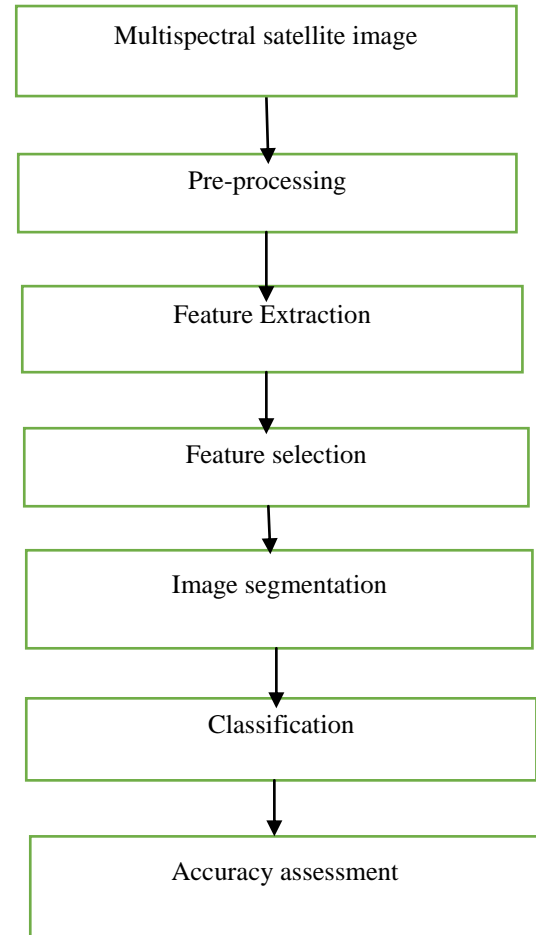 Multispectral satellite image
Pre-processing
Feature Extraction
Feature selection
Image segmentation
Classification
Accuracy assessment